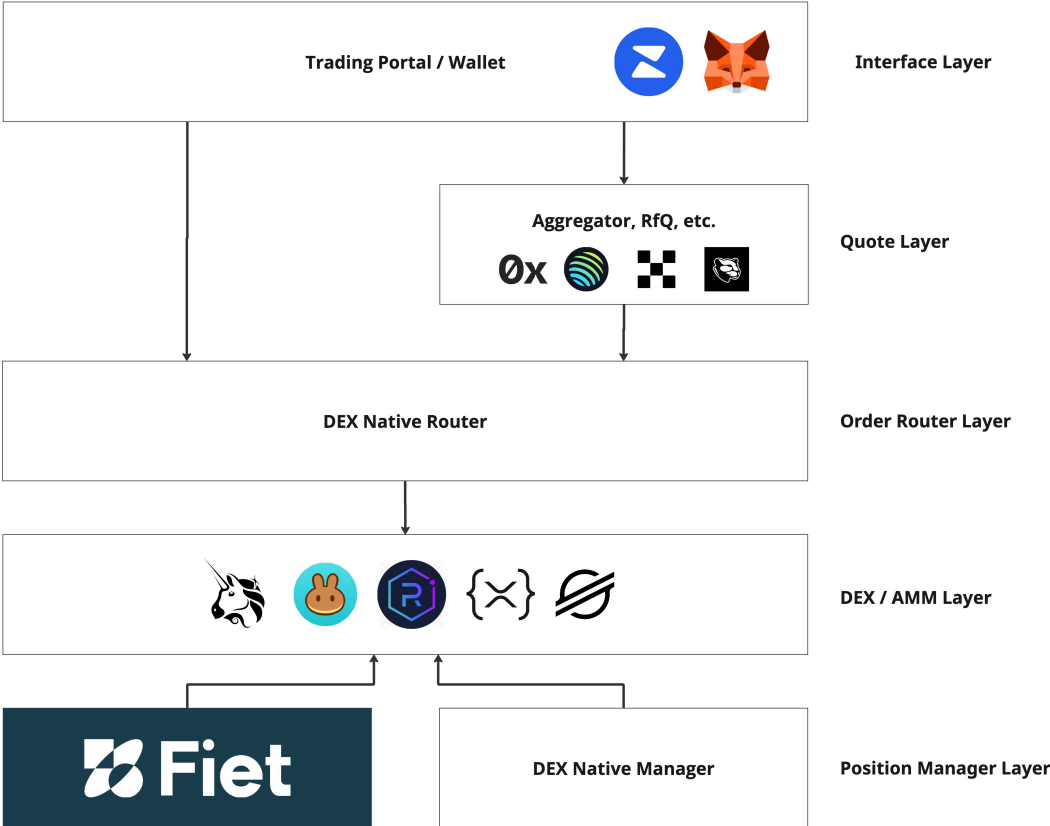 Trading Portal / Wallet
Interface Layer
Aggregator, RfQ, etc.
0x
Quote Layer
DEX Native Router
Order Router Layer
R
DEX / AMM Layer
Fiet
DEX Native Manager
Position Manager Layer